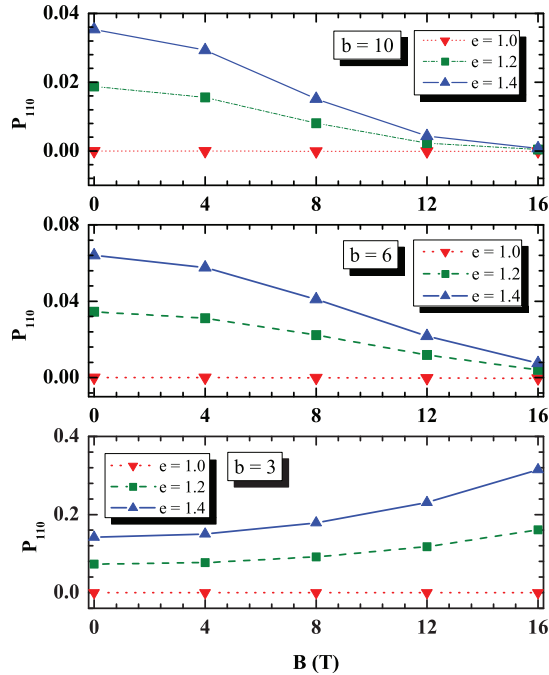 0.04
0.02
0.00
P110
b = 10
e = 1.0
e = 1.2
e = 1.4
0 4 8 12 16
0.08
0.04
0.00
P110
b = 6
e = 1.0
e = 1.2
e = 1.4
0 4 8 12 16
0.4
0.2
0.0
P110
e = 1.0
e = 1.2
e = 1.4
b = 3
0 4 8 12 16
B (T)